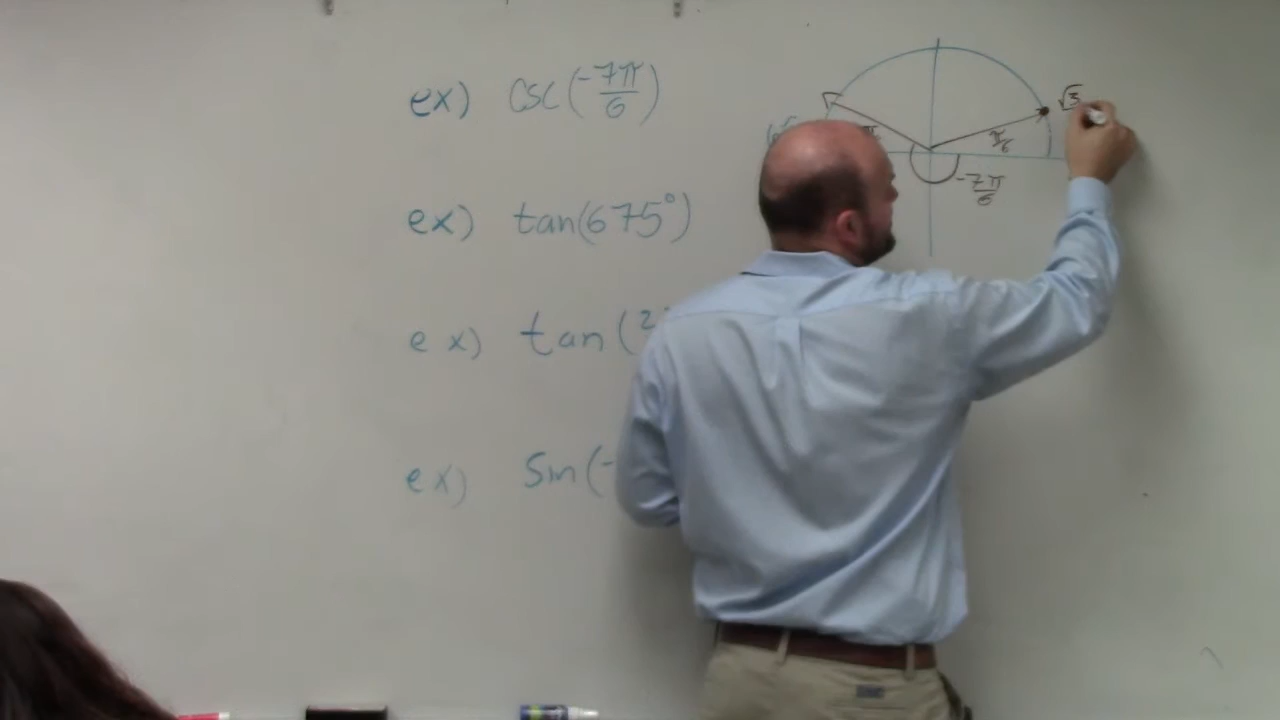 ex) csc(-7π/6)
√3
π/6
-7π/6
ex) tan(675°)
ex) tan(2
ex) Sin(-